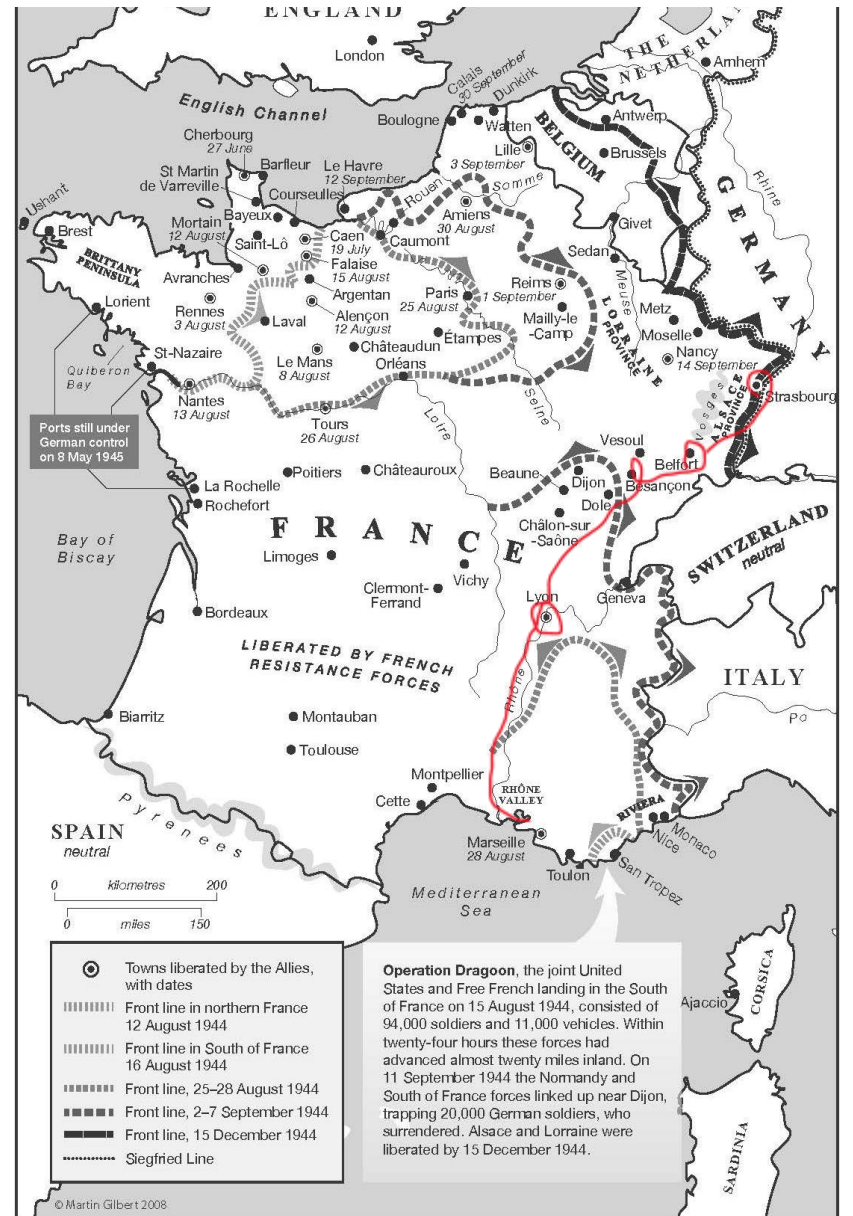 ENGLAND
London
THE
NETHERLAN
Arnhem
English Channel
Calais
30 September
Dunkirk
Boulogne
Watten
Lille
3 September
BELGIUM
Antwerp
Brussels
GERMANY
Rhine
Cherbourg
27 June
Barfleur
St Martin
de Varreville
Le Havre
12 September
Courseulles
Rouen
Somme
Amiens
30 August
Givet
Ushant
Brest
BRITTANY
PENINSULA
Mortain
12 August
Bayeux
Saint-Lô
Caen
19 July
Caumont
Falaise
15 August
Sedan
Meuse
Avranches
Argentan
Paris
25 August
Reims
1 September
Mailly-le
-Camp
LORRAINE
PROVINCE
Metz
Moselle
Lorient
Rennes
3 August
Alençon
12 August
Laval
Étampes
Nancy
14 September
Quiberon
Bay
St-Nazaire
Le Mans
8 August
Châteaudun
Orléans
Seine
Vosges
ALSACE
PROVINCE
Strasbourg
Nantes
13 August
Tours
26 August
Loire
Ports still under
German control
on 8 May 1945
Vesoul
Belfort
Poitiers
Châteauroux
Beaune
Dijon
Besançon
Dole
La Rochelle
Rochefort
Châlon-sur
-Saône
FRANCE
SWITZERLAND
neutral
Bay of
Biscay
Limoges
Vichy
Clermont-
Ferrand
Geneva
Lyon
Bordeaux
LIBERATED BY FRENCH
RESISTANCE FORCES
ITALY
Rhône
Po
Biarritz
Montauban
Toulouse
Montpellier
Cette
RHÔNE
VALLEY
RIVIERA
Monaco
Nice
Pyrenees
SPAIN
neutral
Marseille
28 August
Toulon
San Tropez
Mediterranean
Sea
0 kilometres 200
0 miles 150
CORSICA
Ajaccio
SARDINIA
Towns liberated by the Allies,
with dates
Front line in northern France
12 August 1944
Front line in South of France
16 August 1944
Front line, 25–28 August 1944
Front line, 2–7 September 1944
Front line, 15 December 1944
Siegfried Line
Operation Dragoon, the joint United
States and Free French landing in the South
of France on 15 August 1944, consisted of
94,000 soldiers and 11,000 vehicles. Within
twenty-four hours these forces had
advanced almost twenty miles inland. On
11 September 1944 the Normandy and
South of France forces linked up near Dijon,
trapping 20,000 German soldiers, who
surrendered. Alsace and Lorraine were
liberated by 15 December 1944.
© Martin Gilbert 2008